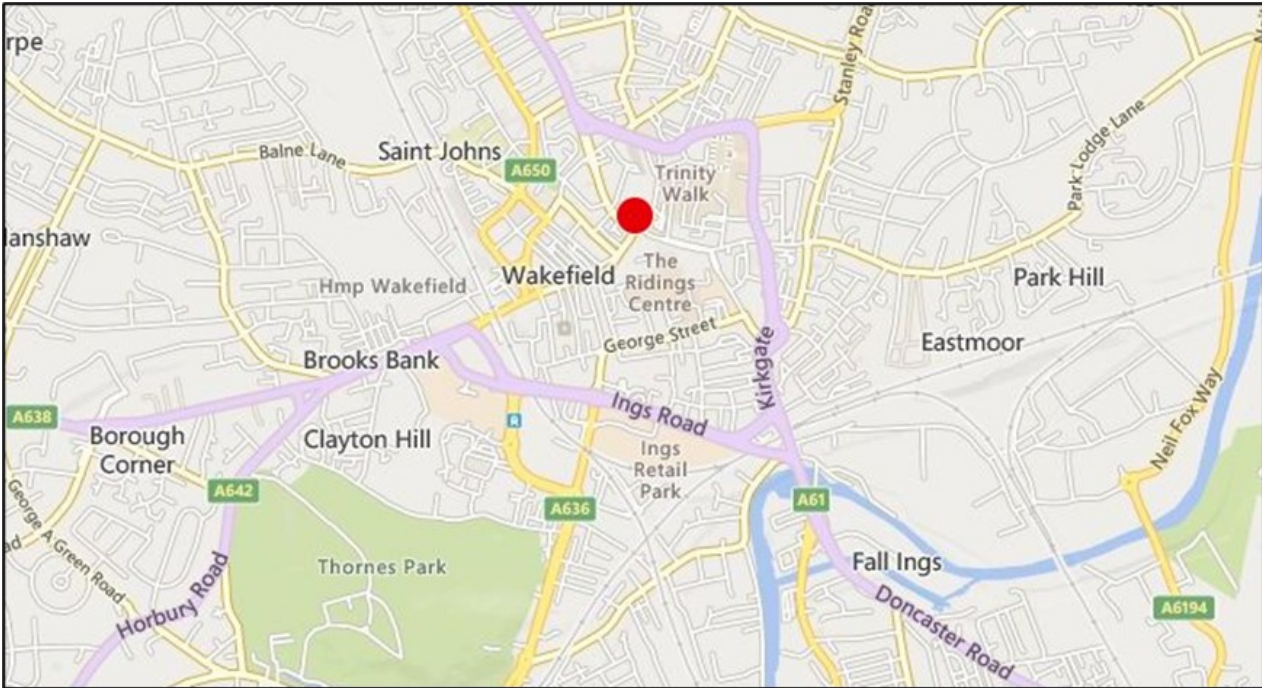 rpe
Stanley Roa
Balne Lane
Saint Johns
A650
Trinity
Walk
Park Lodge Lane
lanshaw
Wakefield
Hmp Wakefield
The
Ridings
Centre
Park Hill
George Street
Kirkgate
Eastmoor
Brooks Bank
A638
Ings Road
Neil Fox Way
Borough
Corner
Clayton Hill
R
Ings
Retail
Park
A642
A636
A61
George A Green Road
ad
Thornes Park
Fall Ings
Horbury Road
Doncaster Road
A6194